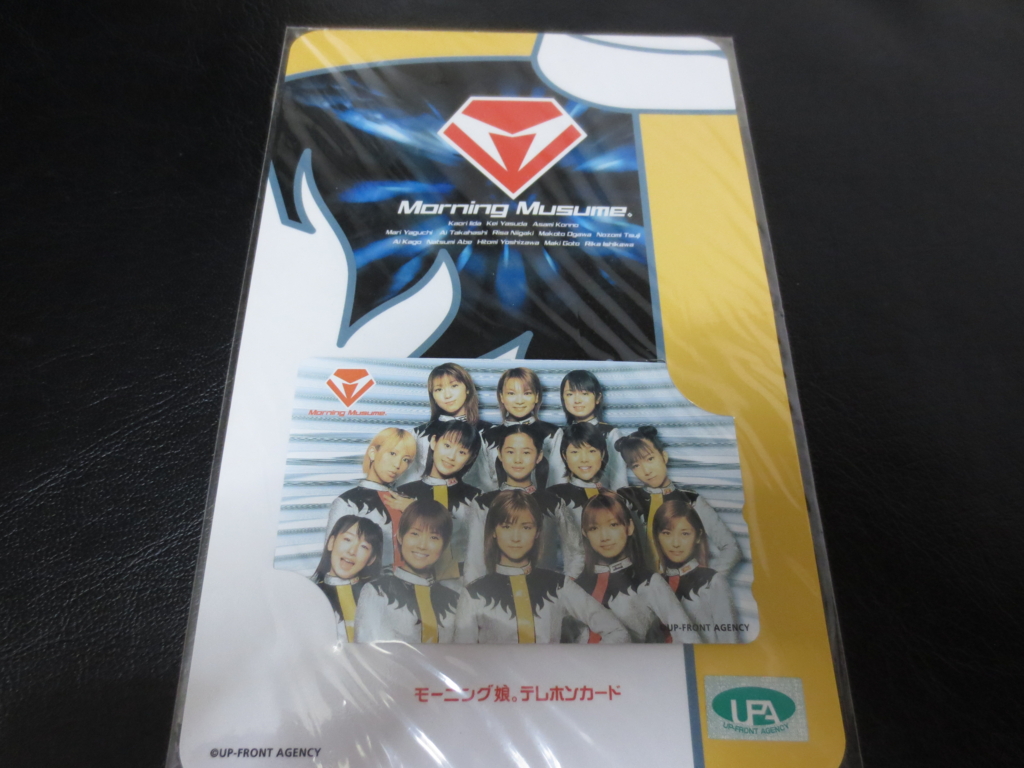 Morning Musume。
Kaori Iida Kei Yasuda Asami Konno
Mari Yaguchi Ai Takahashi Risa Niigaki Makoto Ogawa Nozomi Tsuji
Ai Kago Natsumi Abe Hitomi Yoshizawa Maki Goto Rika Ishikawa
Morning Musume。
©UP-FRONT AGENCY
モーニング娘。テレホンカード
UFA
UP-FRONT AGENCY
©UP-FRONT AGENCY